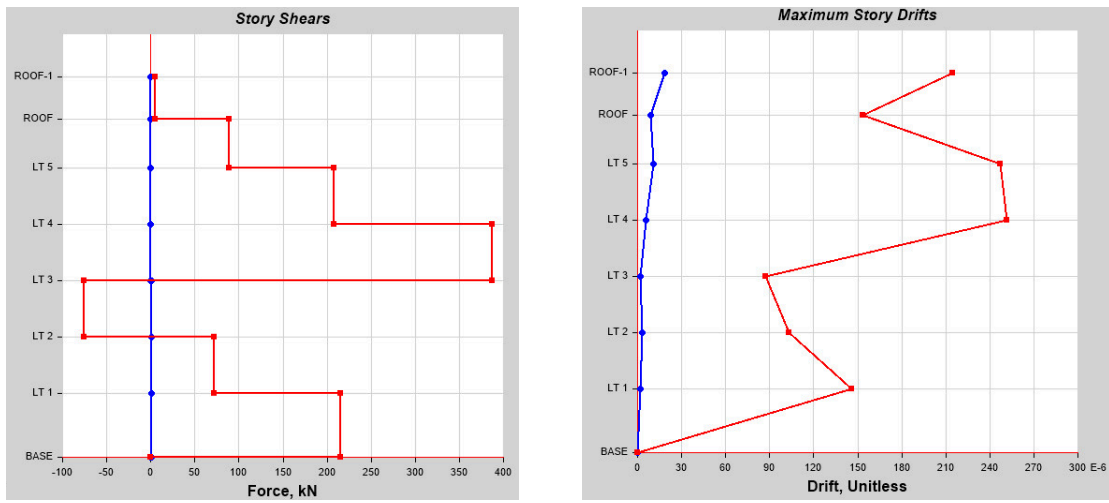 Story Shears
ROOF-1
ROOF
LT 5
LT 4
LT 3
LT 2
LT 1
BASE
-100 -50 0 50 100 150 200 250 300 350 400
Force, kN
Maximum Story Drifts
ROOF-1
ROOF
LT 5
LT 4
LT 3
LT 2
LT 1
BASE
0 30 60 90 120 150 180 210 240 270 300 E-6
Drift, Unitless